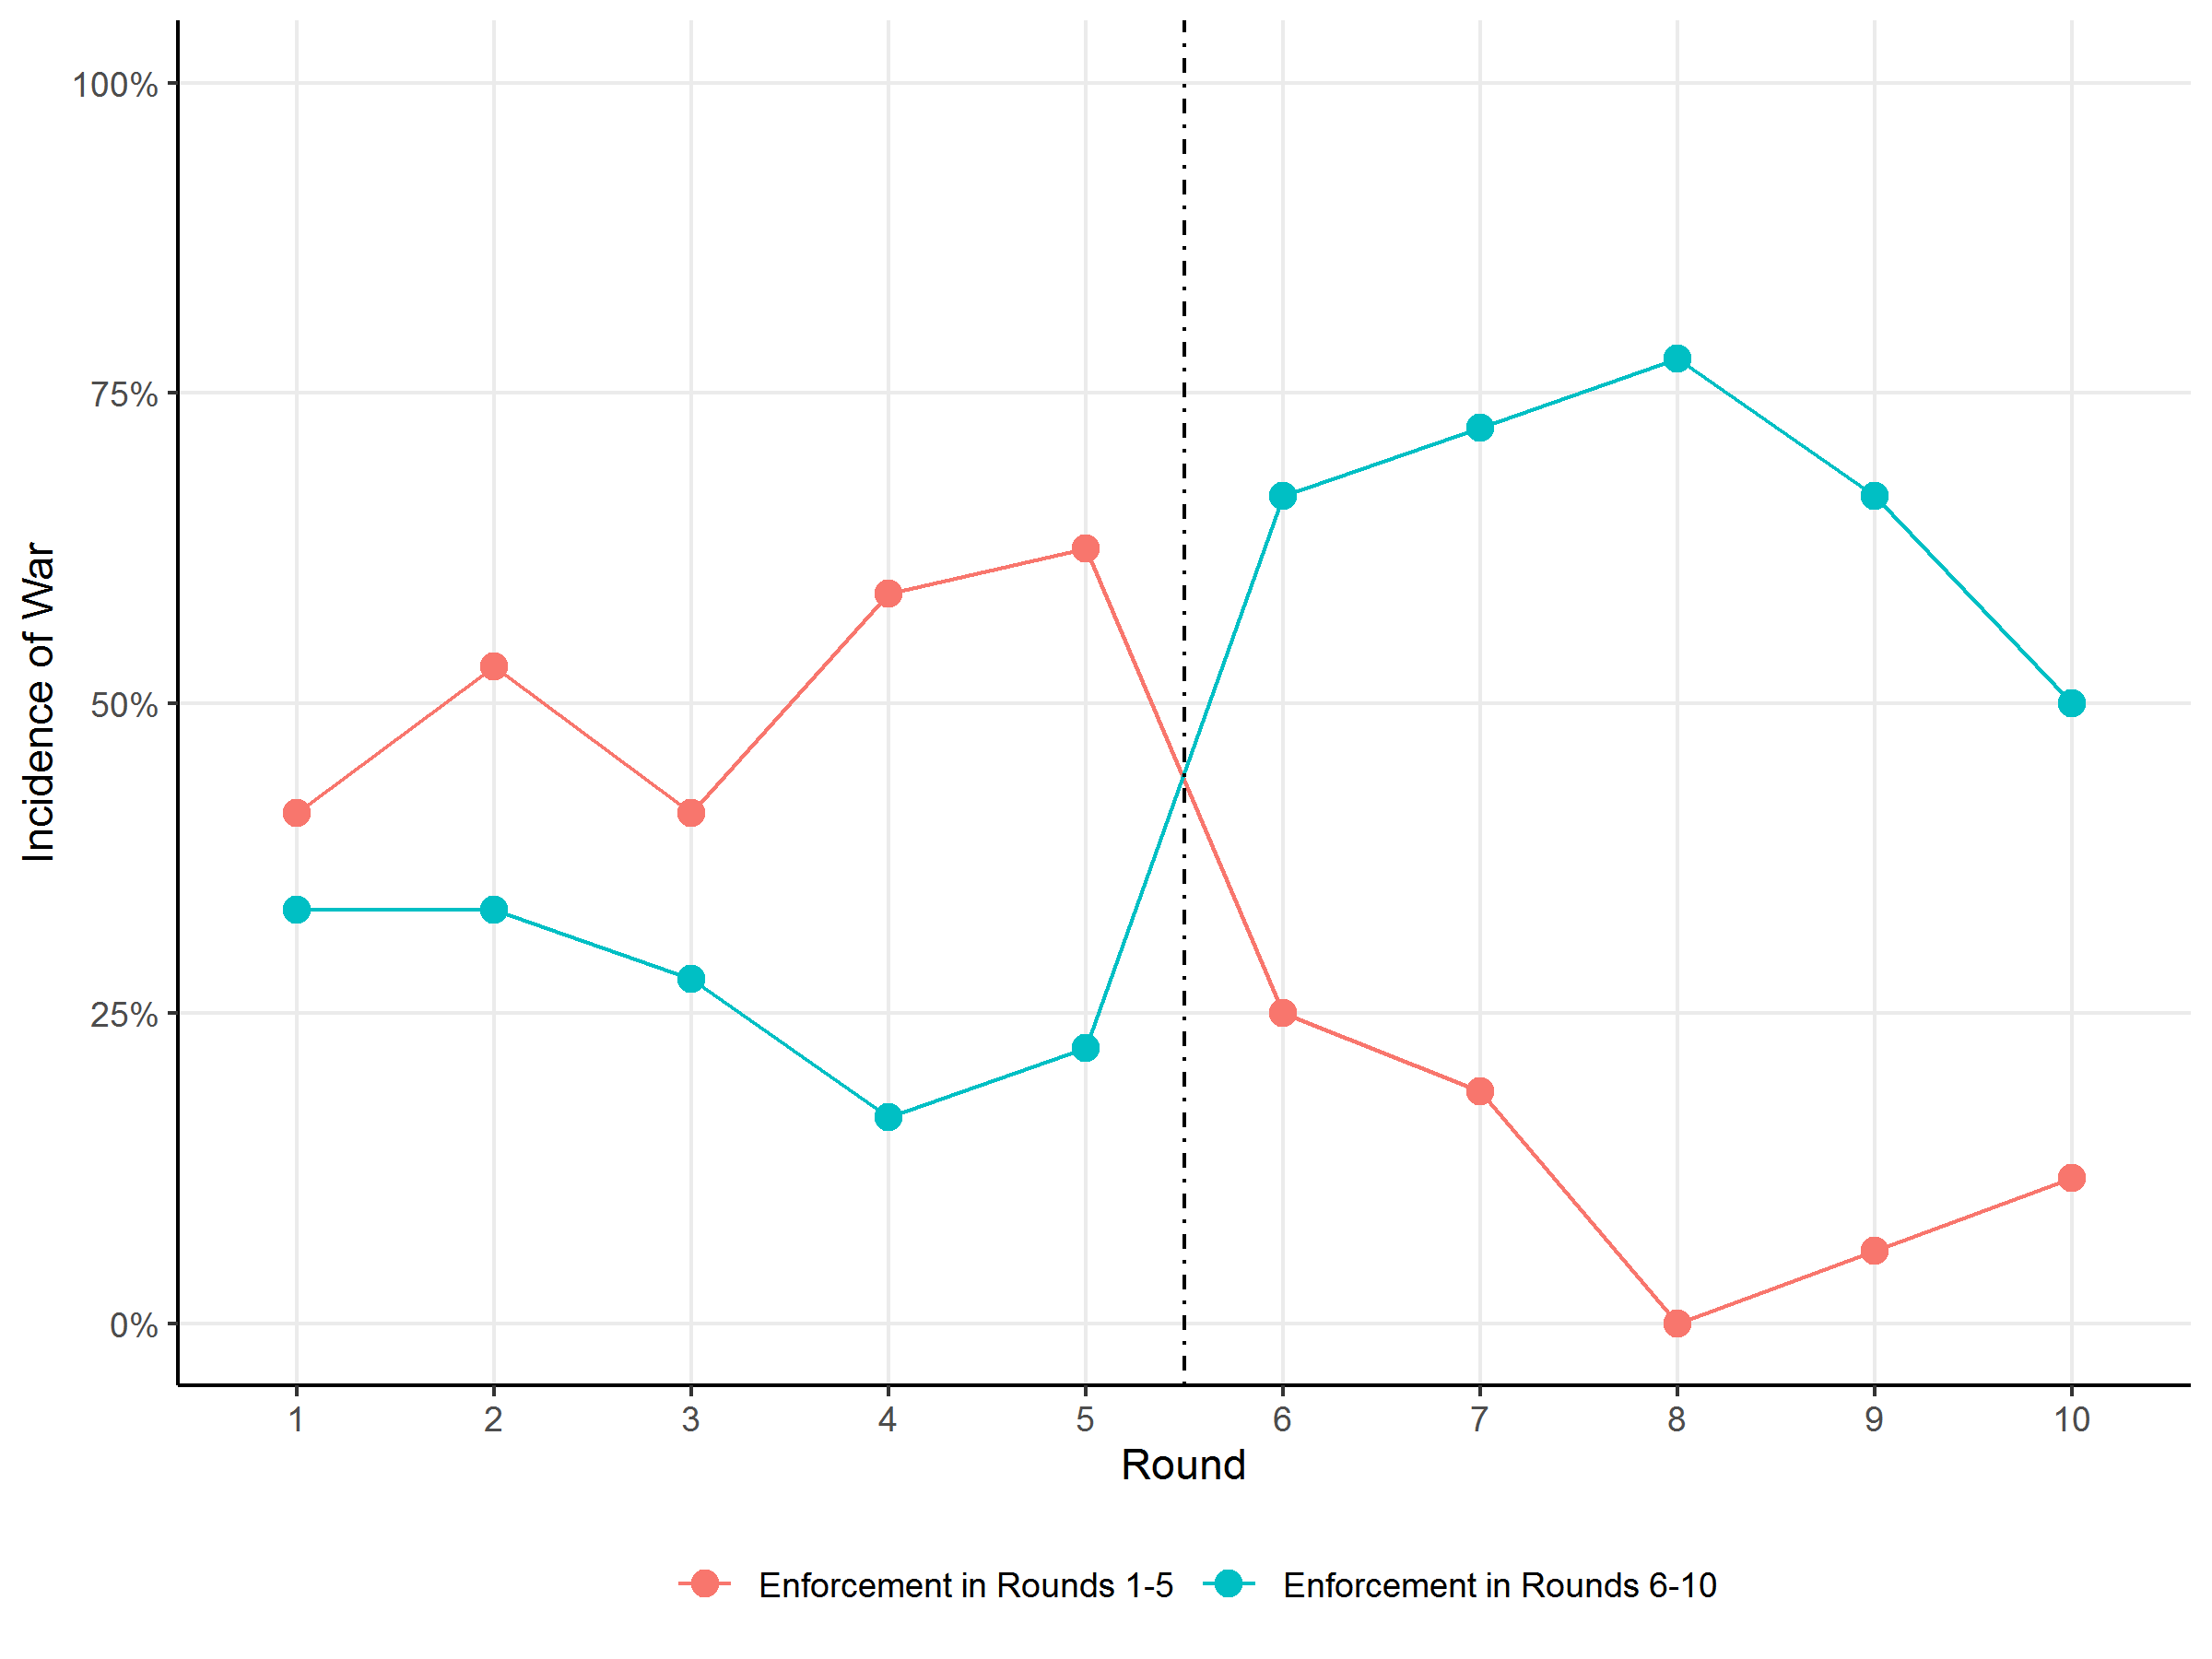 100%
75%
50%
25%
0%
Incidence of War
1 2 3 4 5 6 7 8 9 10
Round
Enforcement in Rounds 1-5 Enforcement in Rounds 6-10